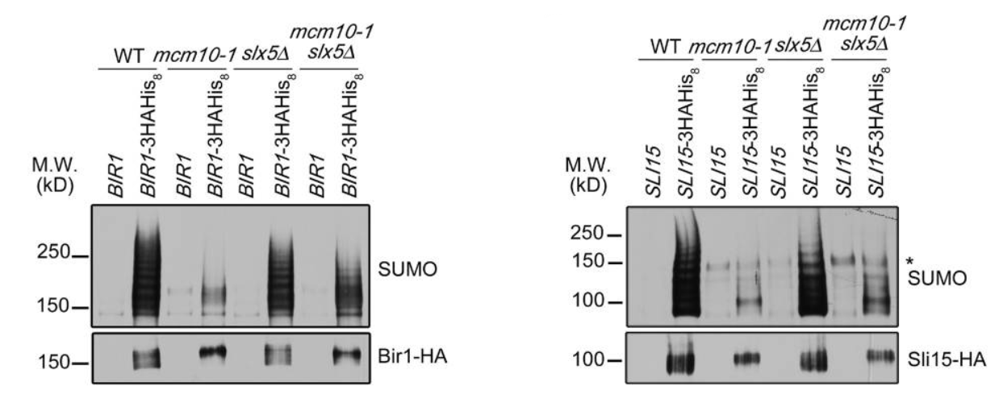 mcm10-1
WT mcm10-1 slx5Δ slx5Δ
BIR1
BIR1-3HAHis₈
BIR1
BIR1-3HAHis₈
BIR1
BIR1-3HAHis₈
BIR1
BIR1-3HAHis₈
M.W.
(kD)
250
150
SUMO
150
Bir1-HA
mcm10-1
WT mcm10-1 slx5Δ slx5Δ
SLI15
SLI15-3HAHis₈
SLI15
SLI15-3HAHis₈
SLI15
SLI15-3HAHis₈
SLI15
SLI15-3HAHis₈
M.W.
(kD)
250
150
100
*
SUMO
100
Sli15-HA